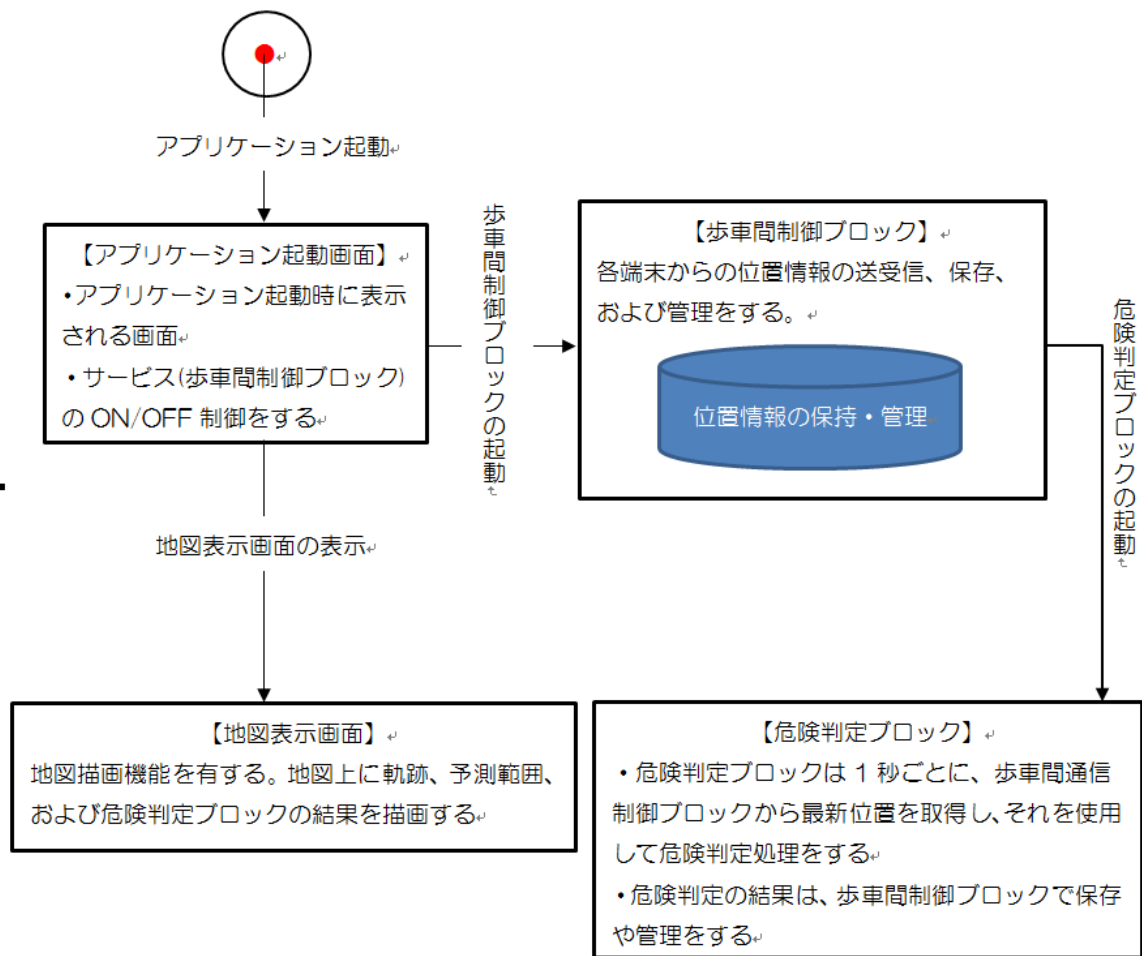 アプリケーション起動
【アプリケーション起動画面】
・アプリケーション起動時に表示
される画面
・サービス(歩車間制御ブロック)
の ON/OFF 制御をする
歩車間制御ブロックの起動
【歩車間制御ブロック】
各端末からの位置情報の送受信、保存、
および管理をする。
位置情報の保持・管理
危険判定ブロックの起動
地図表示画面の表示
【地図表示画面】
地図描画機能を有する。地図上に軌跡、予測範囲、
および危険判定ブロックの結果を描画する
【危険判定ブロック】
・危険判定ブロックは 1 秒ごとに、歩車間通信
制御ブロックから最新位置を取得し、それを使用
して危険判定処理をする
・危険判定の結果は、歩車間制御ブロックで保存
や管理をする